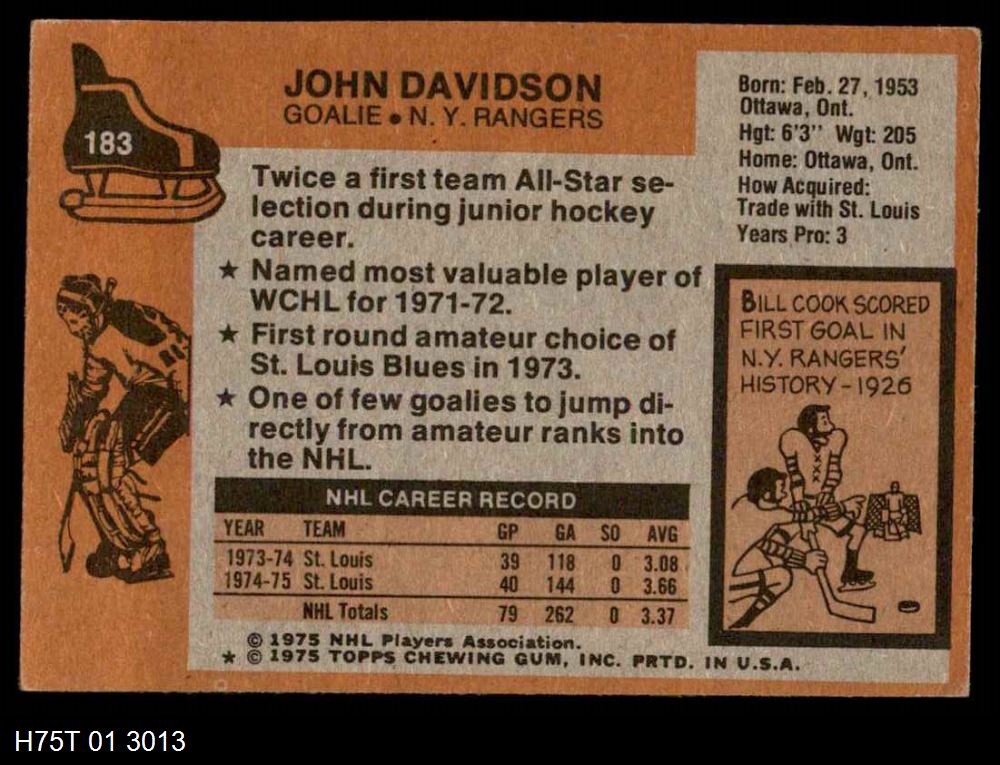 183
JOHN DAVIDSON
GOALIE • N. Y. RANGERS
Born: Feb. 27, 1953
Ottawa, Ont.
Hgt: 6'3" Wgt: 205
Home: Ottawa, Ont.
How Acquired:
Trade with St. Louis
Years Pro: 3
Twice a first team All-Star se-
lection during junior hockey
career.
★ Named most valuable player of
WCHL for 1971-72.
★ First round amateur choice of
St. Louis Blues in 1973.
★ One of few goalies to jump di-
rectly from amateur ranks into
the NHL.
BILL COOK SCORED
FIRST GOAL IN
N.Y. RANGERS'
HISTORY - 1926
NHL CAREER RECORD
YEAR TEAM GP GA SO AVG
1973-74 St. Louis 39 118 0 3.08
1974-75 St. Louis 40 144 0 3.66
NHL Totals 79 262 0 3.37
© 1975 NHL Players Association.
★ © 1975 TOPPS CHEWING GUM, INC. PRTD. IN U.S.A.
H75T 01 3013